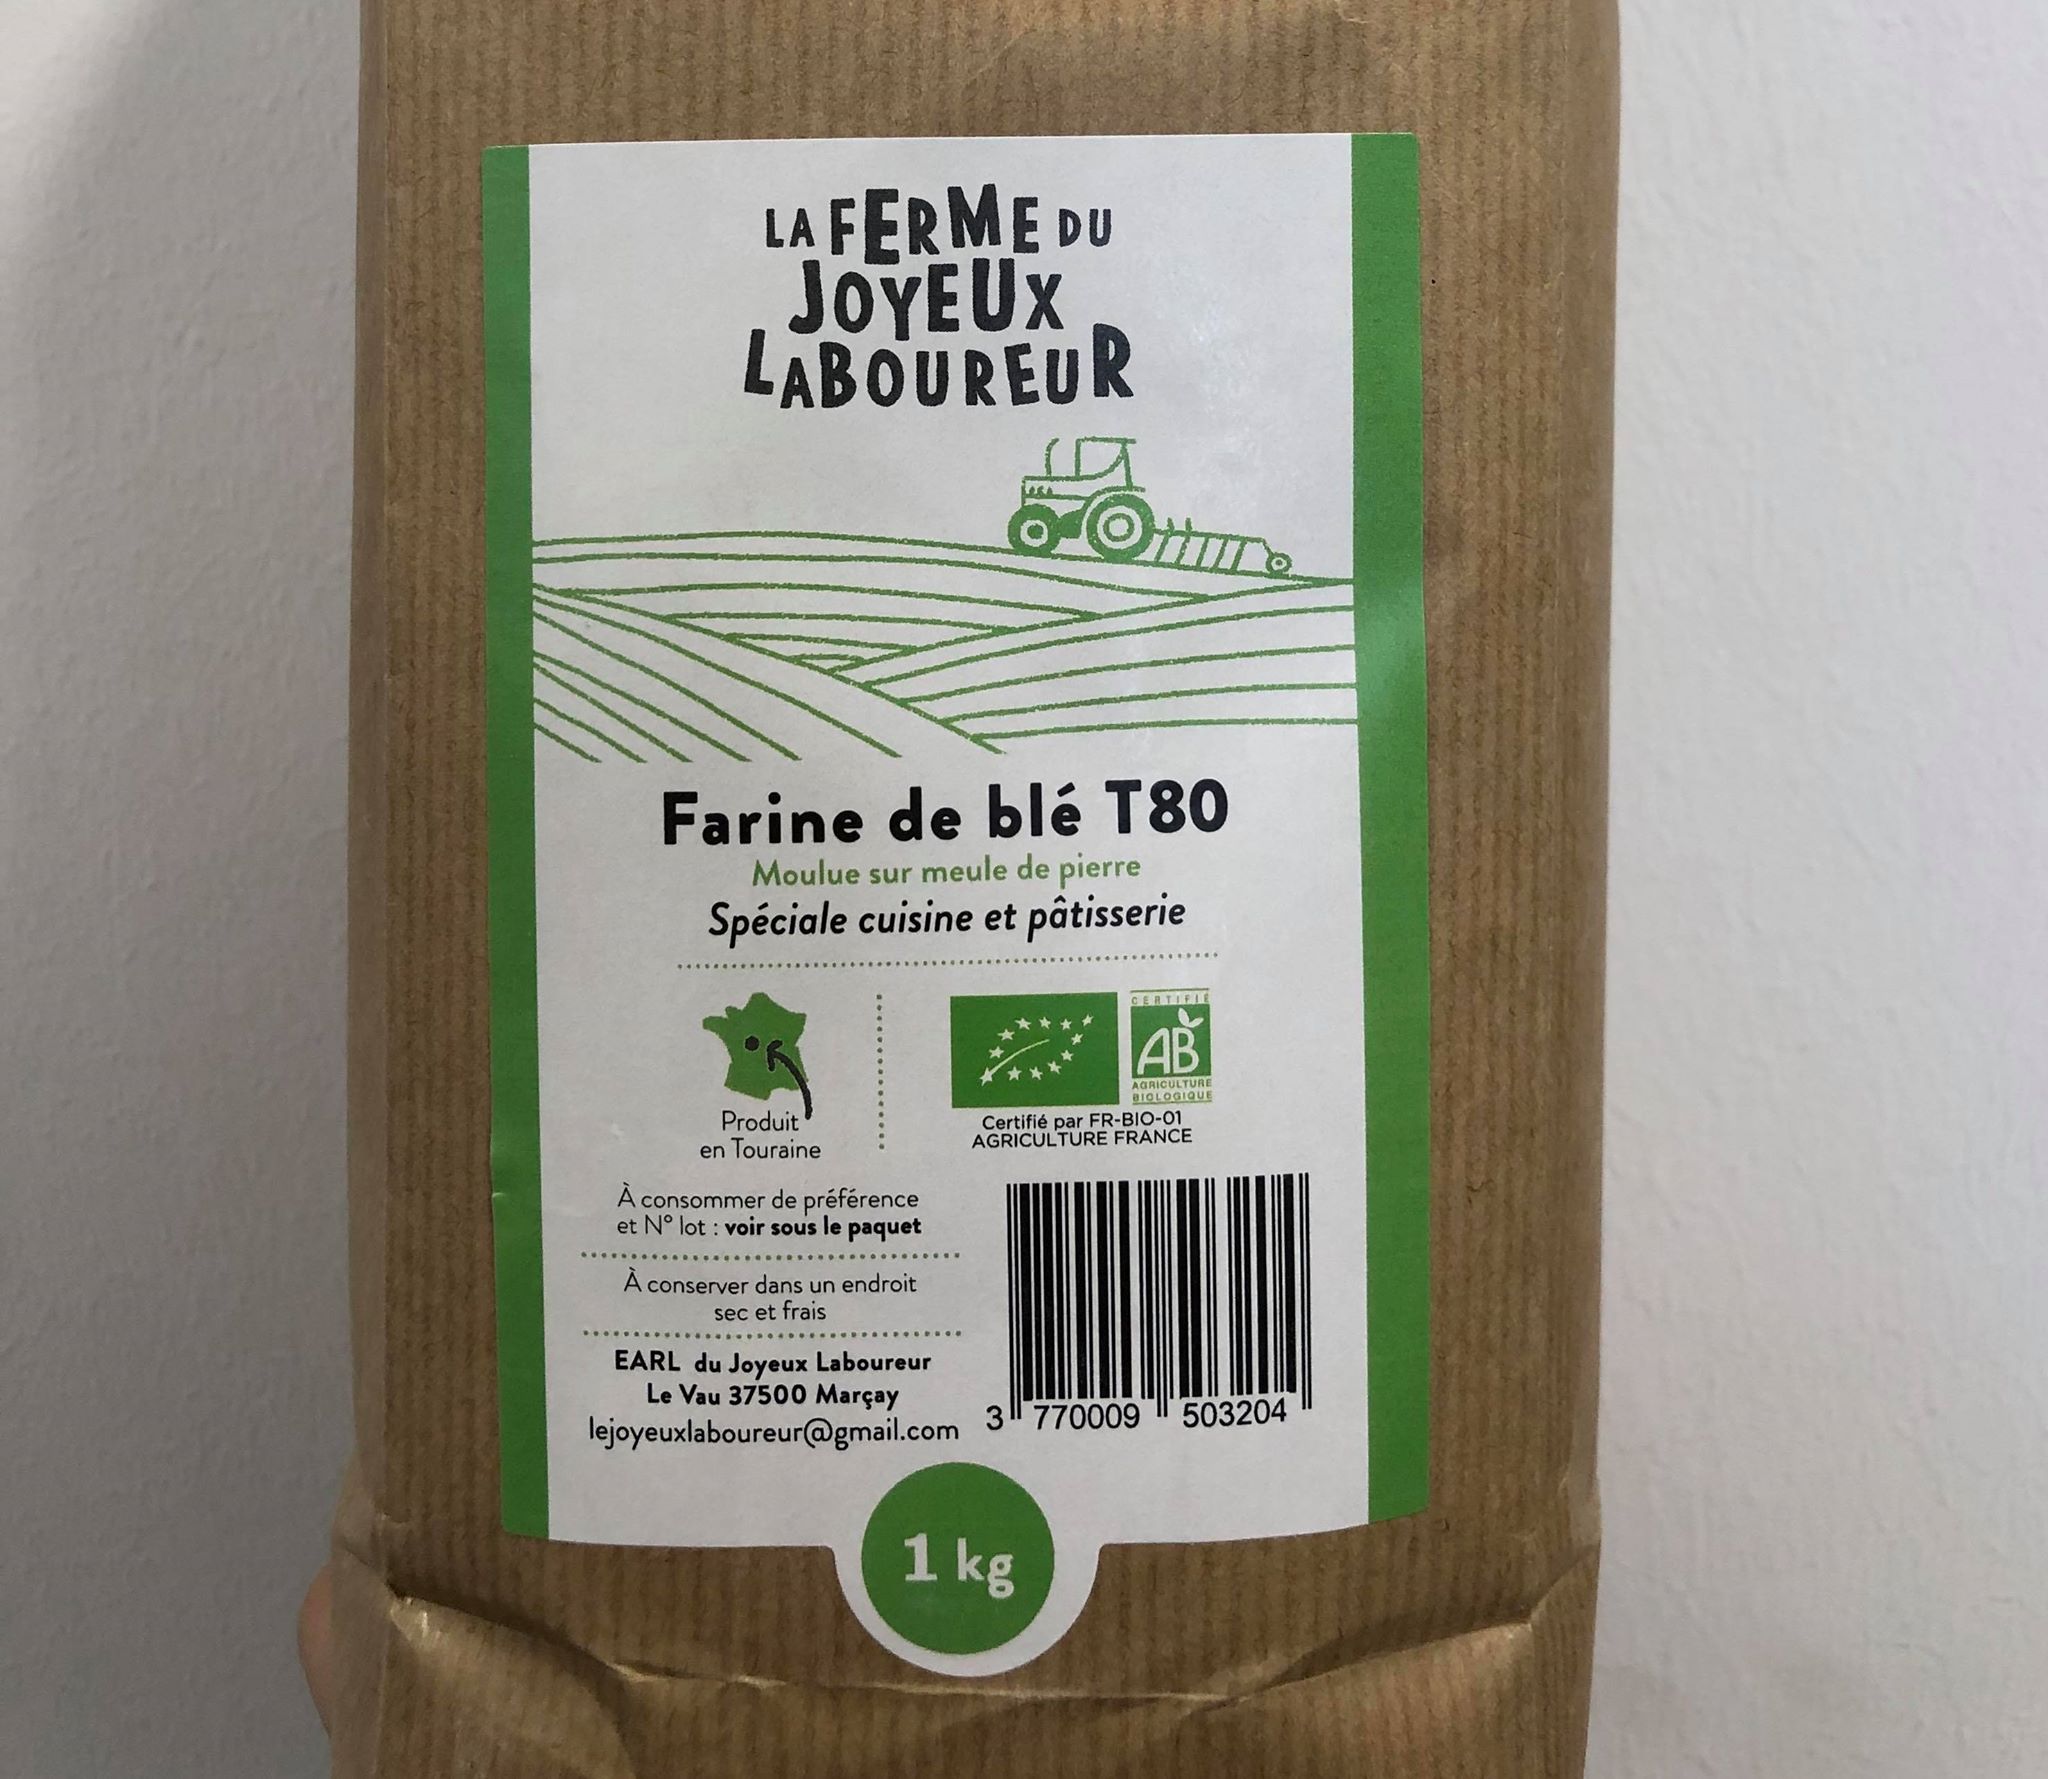 LA FERME DU
JOYEUX
LABOUREUR
Farine de blé T80
Moulue sur meule de pierre
Spéciale cuisine et pâtisserie
Produit
en Touraine
CERTIFIÉ
AB
AGRICULTURE
BIOLOGIQUE
Certifié par FR-BIO-01
AGRICULTURE FRANCE
À consommer de préférence
et N° lot : voir sous le paquet
À conserver dans un endroit
sec et frais
EARL du Joyeux Laboureur
Le Vau 37500 Marçay
lejoyeuxlaboureur@gmail.com
3 770009 503204
1 kg